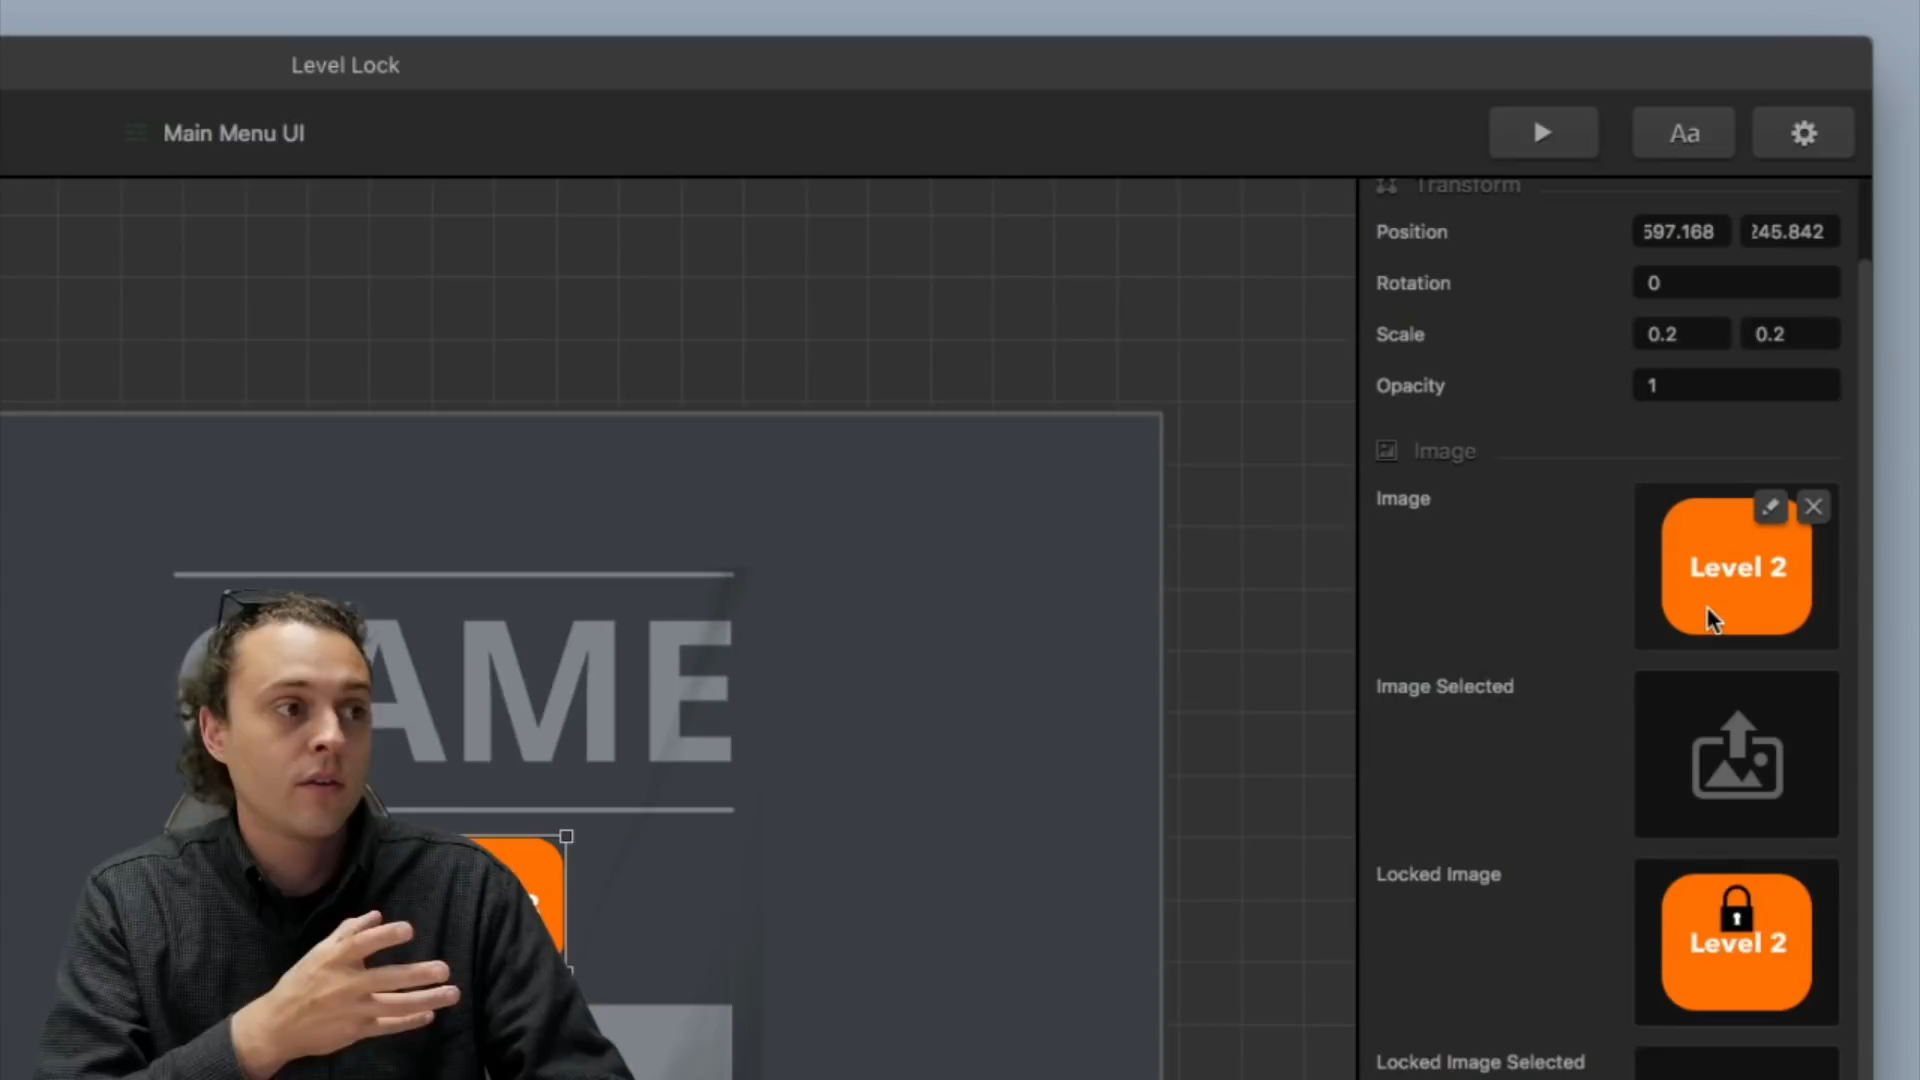 Level Lock
Main Menu UI
Aa
Transform
Position 597.168 245.842
Rotation 0
Scale 0.2 0.2
Opacity 1
Image
Image
Level 2
Image Selected
Locked Image
Level 2
Locked Image Selected
AME